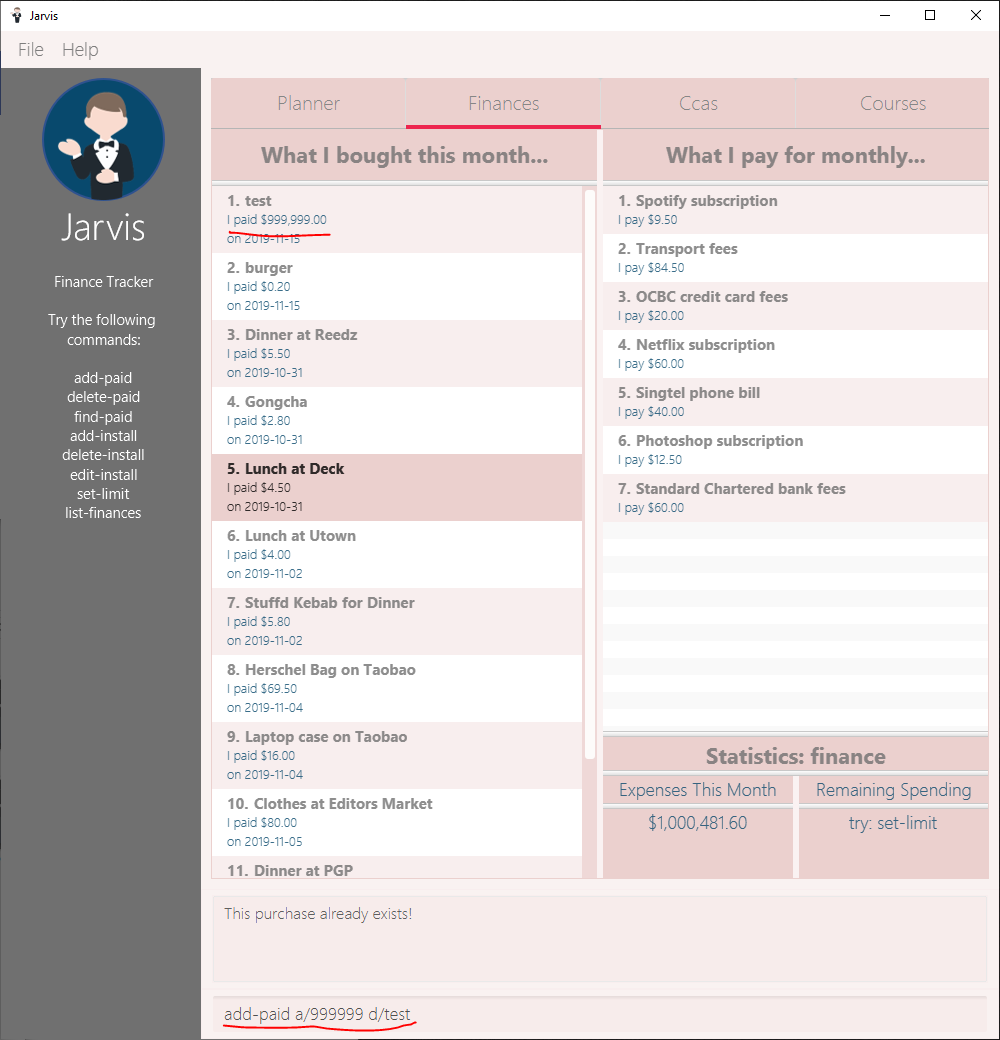 Jarvis
File Help
Jarvis
Finance Tracker
Try the following
commands:
add-paid
delete-paid
find-paid
add-install
delete-install
edit-install
set-limit
list-finances
Planner Finances Ccas Courses
What I bought this month...
1. test
I paid $999,999.00
on 2019-11-15
2. burger
I paid $0.20
on 2019-11-15
3. Dinner at Reedz
I paid $5.50
on 2019-10-31
4. Gongcha
I paid $2.80
on 2019-10-31
5. Lunch at Deck
I paid $4.50
on 2019-10-31
6. Lunch at Utown
I paid $4.00
on 2019-11-02
7. Stuffd Kebab for Dinner
I paid $5.80
on 2019-11-02
8. Herschel Bag on Taobao
I paid $69.50
on 2019-11-04
9. Laptop case on Taobao
I paid $16.00
on 2019-11-04
10. Clothes at Editors Market
I paid $80.00
on 2019-11-05
11. Dinner at PGP
What I pay for monthly...
1. Spotify subscription
I pay $9.50
2. Transport fees
I pay $84.50
3. OCBC credit card fees
I pay $20.00
4. Netflix subscription
I pay $60.00
5. Singtel phone bill
I pay $40.00
6. Photoshop subscription
I pay $12.50
7. Standard Chartered bank fees
I pay $60.00
Statistics: finance
Expenses This Month Remaining Spending
$1,000,481.60 try: set-limit
This purchase already exists!
add-paid a/999999 d/test